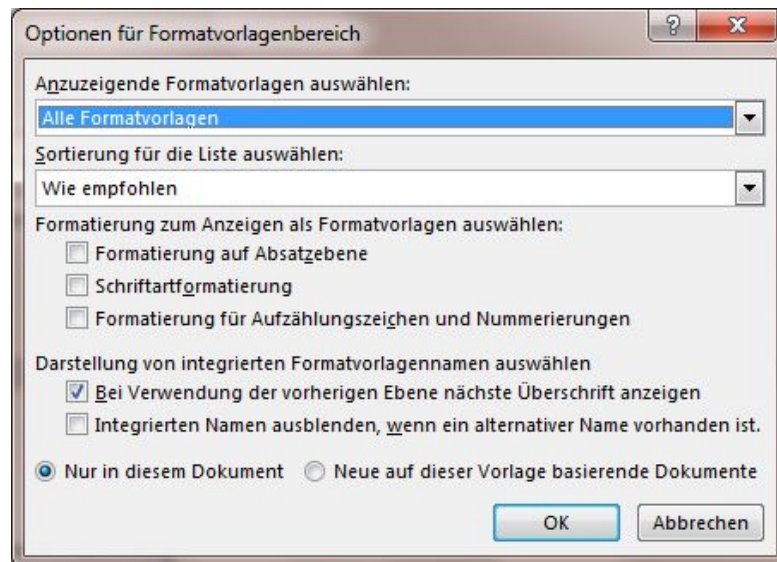 Optionen für Formatvorlagenbereich
Anzuzeigende Formatvorlagen auswählen:
Alle Formatvorlagen
Sortierung für die Liste auswählen:
Wie empfohlen
Formatierung zum Anzeigen als Formatvorlagen auswählen:
Formatierung auf Absatzebene
Schriftartformatierung
Formatierung für Aufzählungszeichen und Nummerierungen
Darstellung von integrierten Formatvorlagennamen auswählen
Bei Verwendung der vorherigen Ebene nächste Überschrift anzeigen
Integrierten Namen ausblenden, wenn ein alternativer Name vorhanden ist.
Nur in diesem Dokument Neue auf dieser Vorlage basierende Dokumente
OK Abbrechen